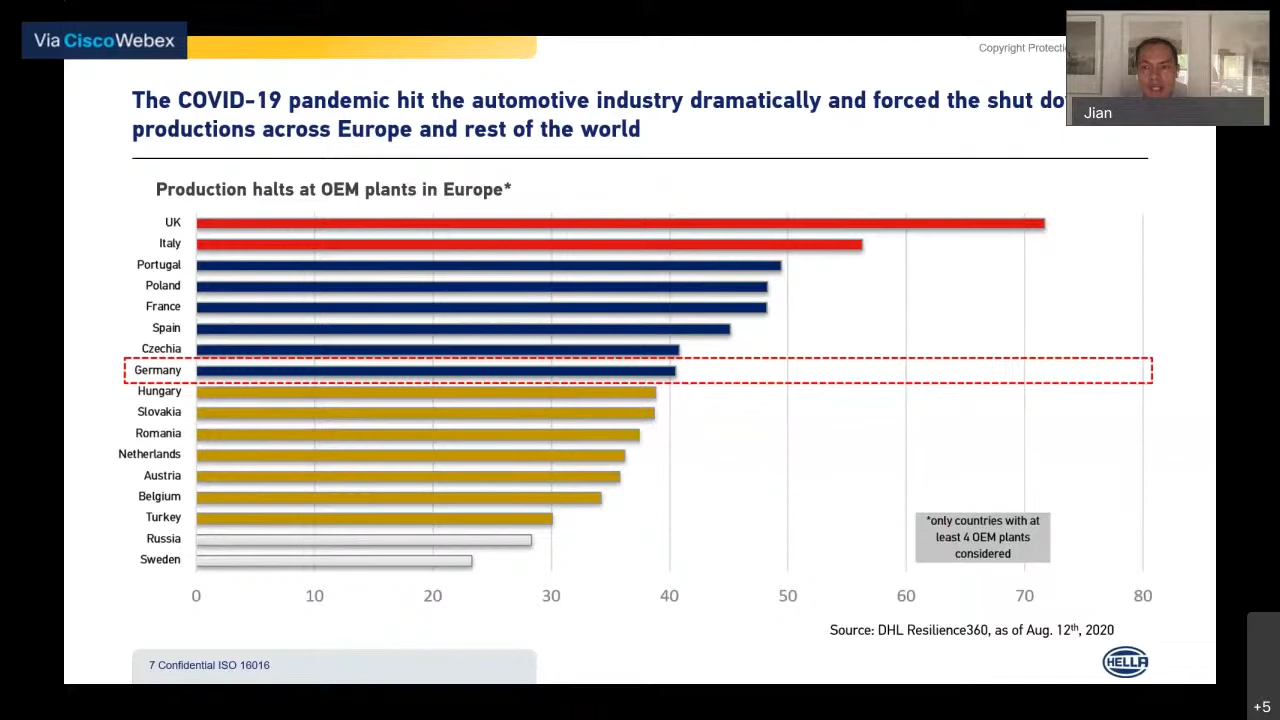 Via CiscoWebex
Copyright Protecti
Jian
The COVID-19 pandemic hit the automotive industry dramatically and forced the shut do
productions across Europe and rest of the world
Production halts at OEM plants in Europe*
UK
Italy
Portugal
Poland
France
Spain
Czechia
Germany
Hungary
Slovakia
Romania
Netherlands
Austria
Belgium
Turkey
Russia
Sweden
*only countries with at
least 4 OEM plants
considered
0 10 20 30 40 50 60 70 80
Source: DHL Resilience360, as of Aug. 12th, 2020
7 Confidential ISO 16016
HELLA
+5